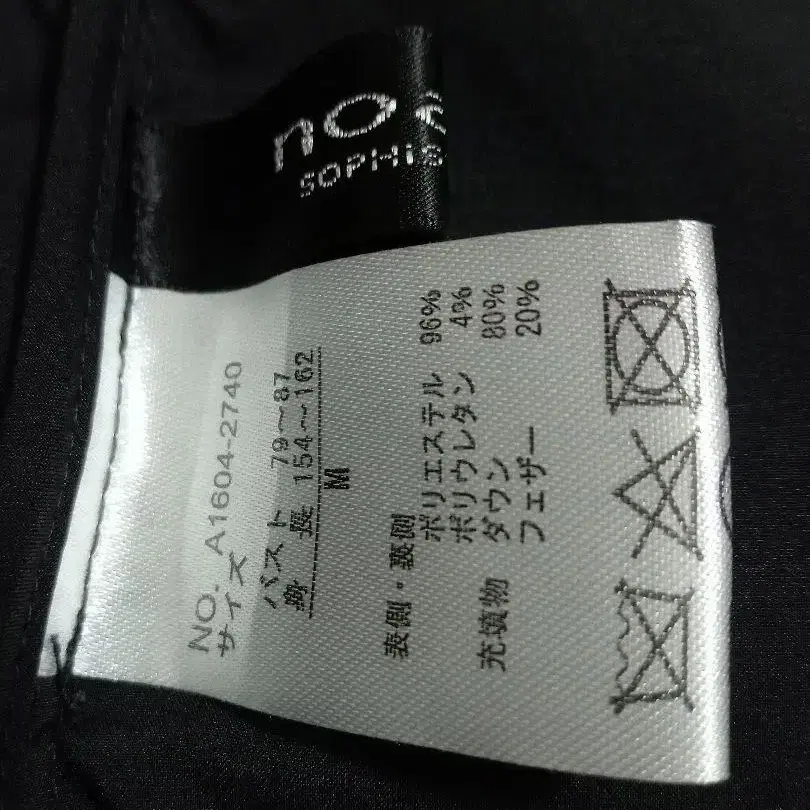 no
SOPHIS
NO. A1604-2740
サイズ
バスト 79〜87
身 長 154〜162
M
表側・裏側
ポリエステル 96%
ポリウレタン 4%
充填物 ダウン 80%
フェザー 20%